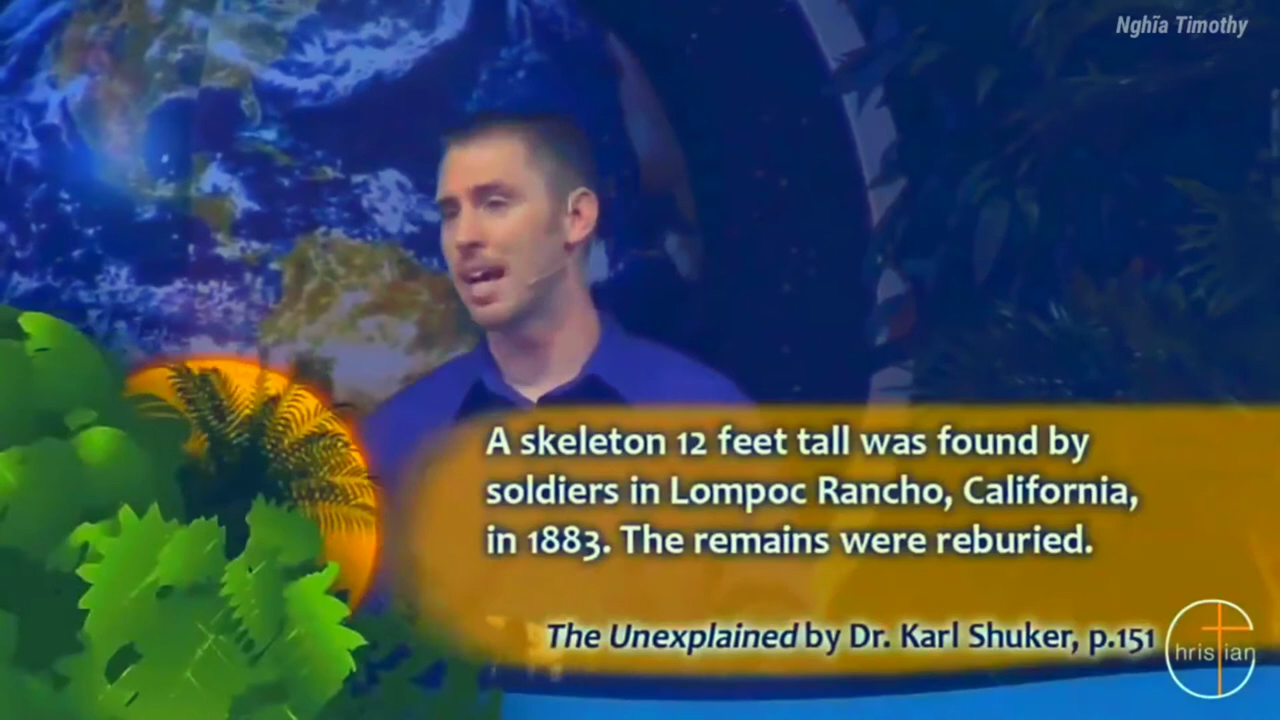 Nghĩa Timothy
A skeleton 12 feet tall was found by
soldiers in Lompoc Rancho, California,
in 1883. The remains were reburied.
The Unexplained by Dr. Karl Shuker, p.151
Christian